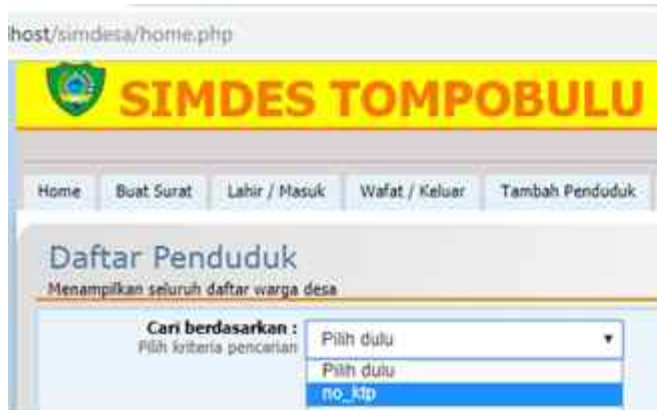 host/simdesa/home.php
SIMDES TOMPOBULU
Home Buat Surat Lahir / Masuk Wafat / Keluar Tambah Penduduk
Daftar Penduduk
Menampilkan seluruh daftar warga desa
Cari berdasarkan :
Pilih kriteria pencarian
Pilih dulu
Pilih dulu
no_ktp